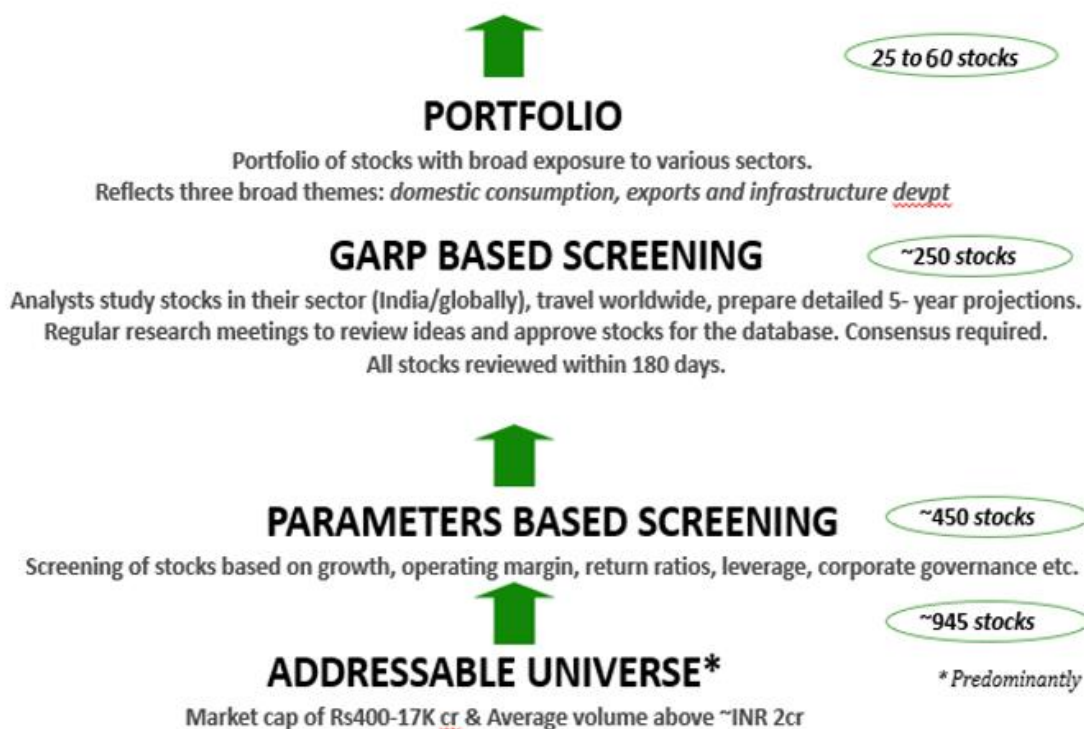 25 to 60 stocks
PORTFOLIO
Portfolio of stocks with broad exposure to various sectors.
Reflects three broad themes: domestic consumption, exports and infrastructure devpt
GARP BASED SCREENING
~250 stocks
Analysts study stocks in their sector (India/globally), travel worldwide, prepare detailed 5- year projections.
Regular research meetings to review ideas and approve stocks for the database. Consensus required.
All stocks reviewed within 180 days.
PARAMETERS BASED SCREENING
~450 stocks
Screening of stocks based on growth, operating margin, return ratios, leverage, corporate governance etc.
~945 stocks
ADDRESSABLE UNIVERSE*
* Predominantly
Market cap of Rs400-17K cr & Average volume above ~INR 2cr